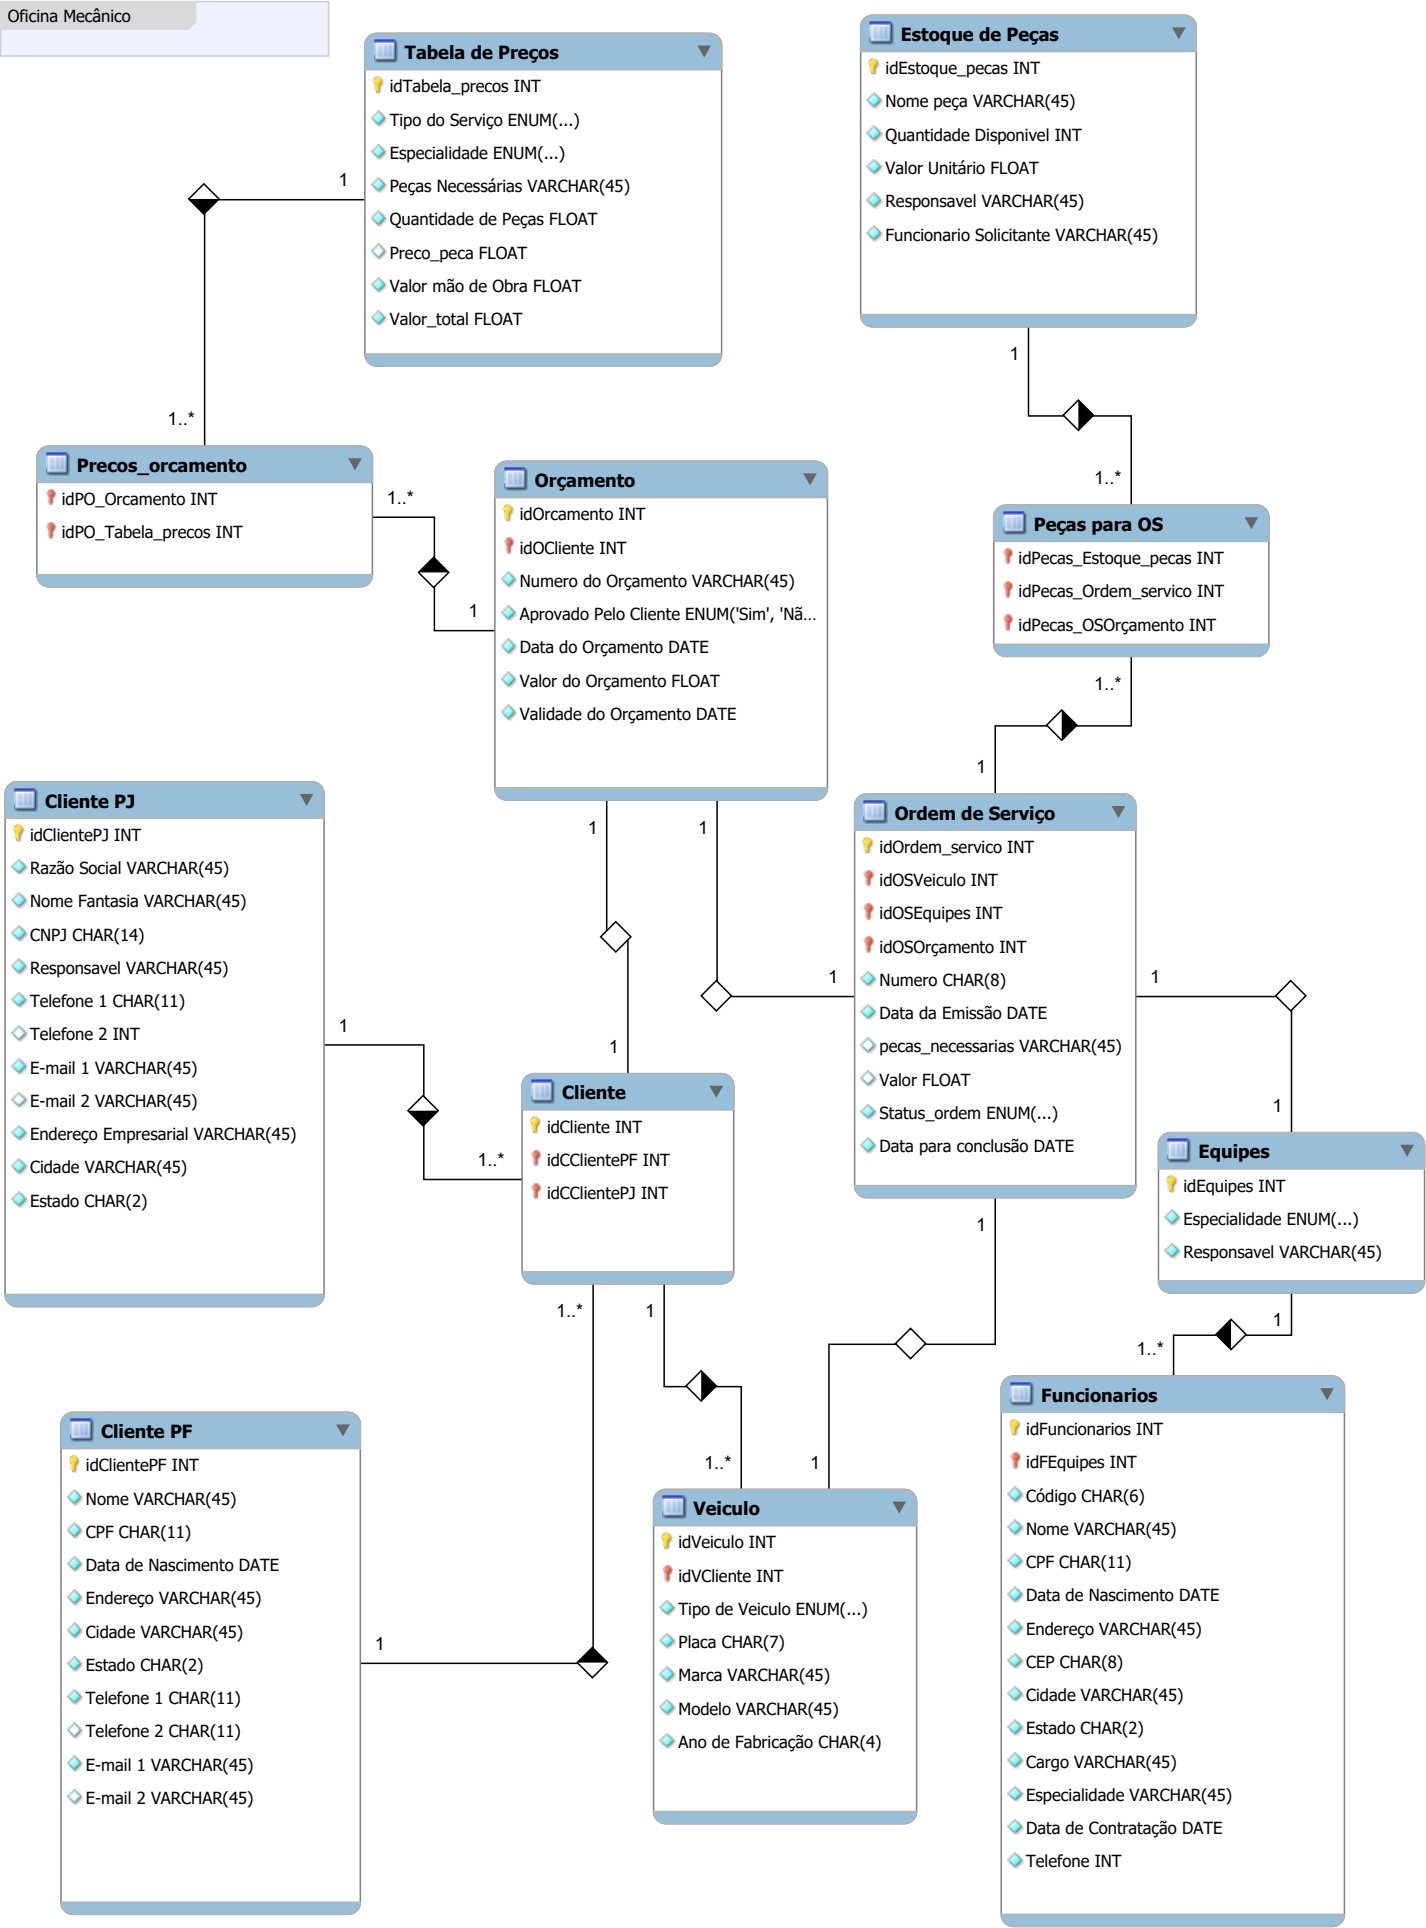 Oficina Mecânico
Tabela de Preços
idTabela_precos INT
Tipo do Serviço ENUM(...)
Especialidade ENUM(...)
Peças Necessárias VARCHAR(45)
Quantidade de Peças FLOAT
Preco_peca FLOAT
Valor mão de Obra FLOAT
Valor_total FLOAT
Estoque de Peças
idEstoque_pecas INT
Nome peça VARCHAR(45)
Quantidade Disponivel INT
Valor Unitário FLOAT
Responsavel VARCHAR(45)
Funcionario Solicitante VARCHAR(45)
1
1..*
1
1..*
Precos_orcamento
idPO_Orcamento INT
idPO_Tabela_precos INT
1..*
1
Orçamento
idOrcamento INT
idOCliente INT
Numero do Orçamento VARCHAR(45)
Aprovado Pelo Cliente ENUM('Sim', 'Nã...
Data do Orçamento DATE
Valor do Orçamento FLOAT
Validade do Orçamento DATE
Peças para OS
idPecas_Estoque_pecas INT
idPecas_Ordem_servico INT
idPecas_OSOrçamento INT
1..*
1
1
1
1
1
Cliente PJ
idClientePJ INT
Razão Social VARCHAR(45)
Nome Fantasia VARCHAR(45)
CNPJ CHAR(14)
Responsavel VARCHAR(45)
Telefone 1 CHAR(11)
Telefone 2 INT
E-mail 1 VARCHAR(45)
E-mail 2 VARCHAR(45)
Endereço Empresarial VARCHAR(45)
Cidade VARCHAR(45)
Estado CHAR(2)
Ordem de Serviço
idOrdem_servico INT
idOSVeiculo INT
idOSEquipes INT
idOSOrçamento INT
Numero CHAR(8)
Data da Emissão DATE
pecas_necessarias VARCHAR(45)
Valor FLOAT
Status_ordem ENUM(...)
Data para conclusão DATE
1
1..*
1
1
Cliente
idCliente INT
idCClientePF INT
idCClientePJ INT
Equipes
idEquipes INT
Especialidade ENUM(...)
Responsavel VARCHAR(45)
1..*
1
1
1
1..*
1..*
1
1
Cliente PF
idClientePF INT
Nome VARCHAR(45)
CPF CHAR(11)
Data de Nascimento DATE
Endereço VARCHAR(45)
Cidade VARCHAR(45)
Estado CHAR(2)
Telefone 1 CHAR(11)
Telefone 2 CHAR(11)
E-mail 1 VARCHAR(45)
E-mail 2 VARCHAR(45)
Veiculo
idVeiculo INT
idVCliente INT
Tipo de Veiculo ENUM(...)
Placa CHAR(7)
Marca VARCHAR(45)
Modelo VARCHAR(45)
Ano de Fabricação CHAR(4)
Funcionarios
idFuncionarios INT
idFEquipes INT
Código CHAR(6)
Nome VARCHAR(45)
CPF CHAR(11)
Data de Nascimento DATE
Endereço VARCHAR(45)
CEP CHAR(8)
Cidade VARCHAR(45)
Estado CHAR(2)
Cargo VARCHAR(45)
Especialidade VARCHAR(45)
Data de Contratação DATE
Telefone INT